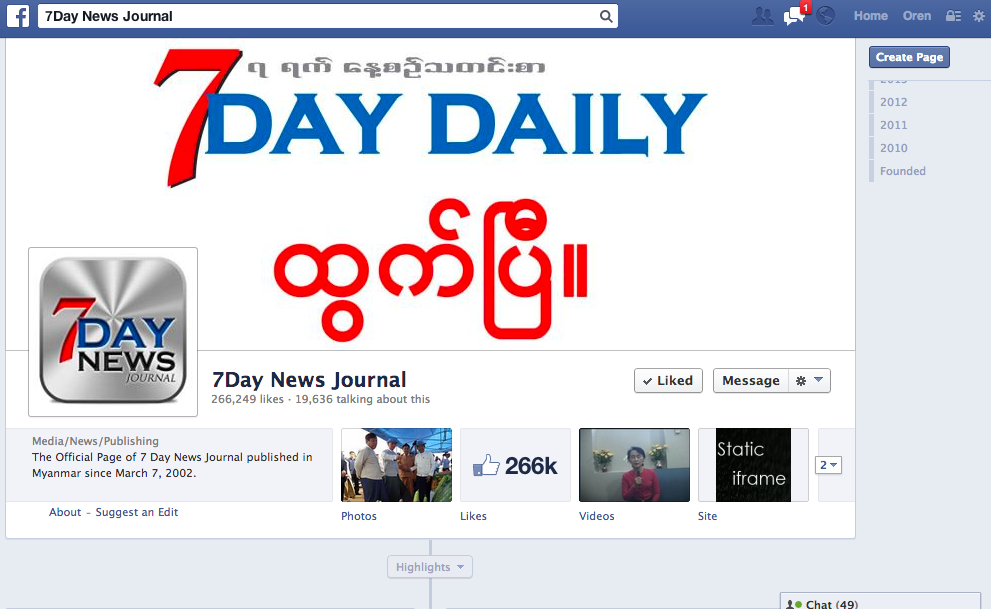 7Day News Journal
1
Home
Oren
Create Page
2012
2011
2010
Founded
၇ ရက် နေ့စဉ်သတင်းစာ
7DAY DAILY
ထွက်ပြီ။
7DAY
NEWS
JOURNAL
7Day News Journal
266,249 likes · 19,636 talking about this
Liked
Message
Media/News/Publishing
The Official Page of 7 Day News Journal published in
Myanmar since March 7, 2002.
About - Suggest an Edit
266k
Static
iframe
2
Photos
Likes
Videos
Site
Highlights
Chat (49)